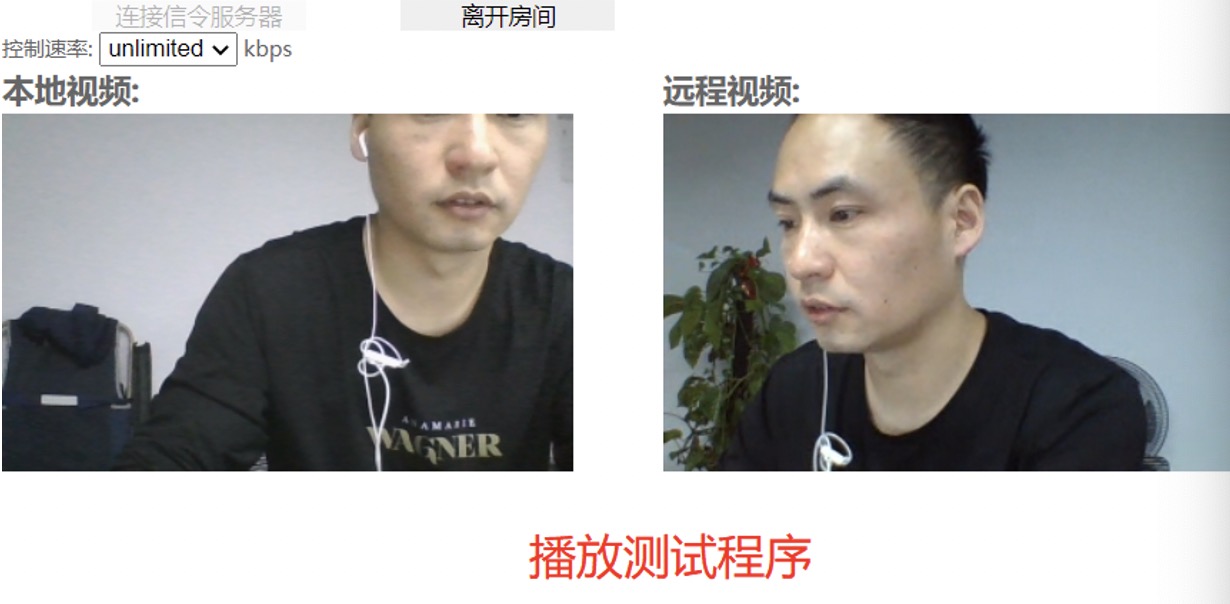 连接信令服务器 离开房间
控制速率: unlimited kbps
本地视频: 远程视频:
ANAMARIE
WAGNER
播放测试程序